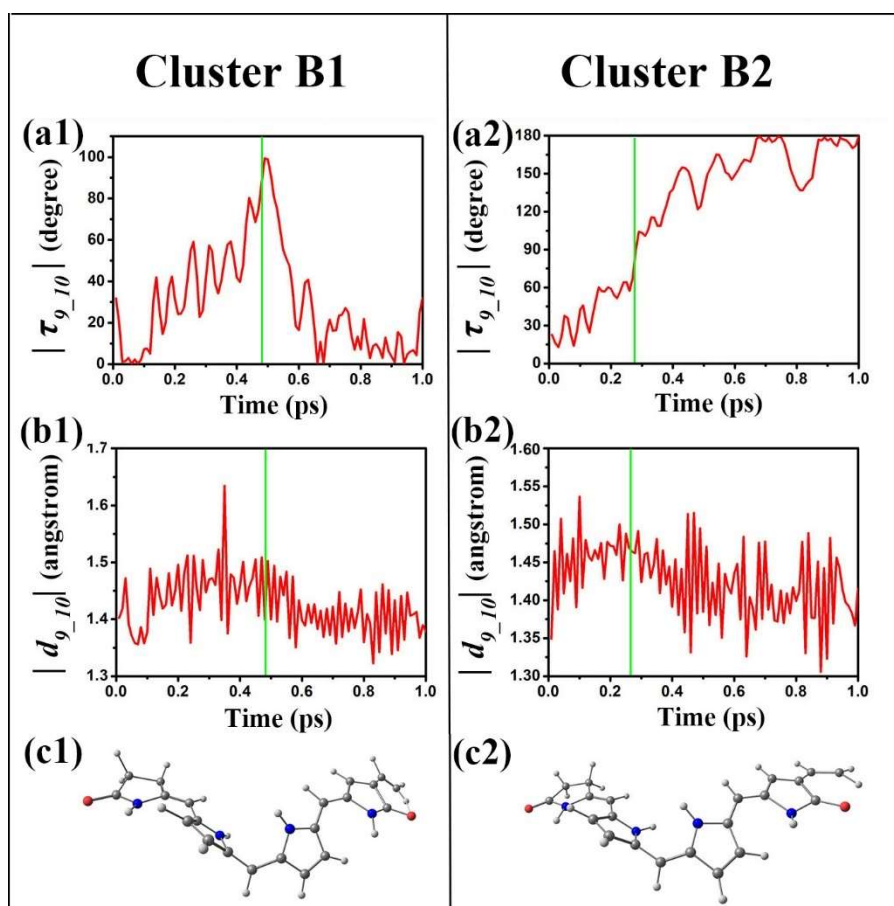 Cluster B1
Cluster B2
(a1)
100
80
60
40
20
0
0.0 0.2 0.4 0.6 0.8 1.0
| τ9_10| (degree)
Time (ps)
(a2)
180
150
120
90
60
30
0
0.0 0.2 0.4 0.6 0.8 1.0
| τ9_10| (degree)
Time (ps)
(b1)
1.7
1.6
1.5
1.4
1.3
0.0 0.2 0.4 0.6 0.8 1.0
| d9_10| (angstrom)
Time (ps)
(b2)
1.60
1.55
1.50
1.45
1.40
1.35
1.30
0.0 0.2 0.4 0.6 0.8 1.0
| d9_10| (angstrom)
Time (ps)
(c1)
(c2)